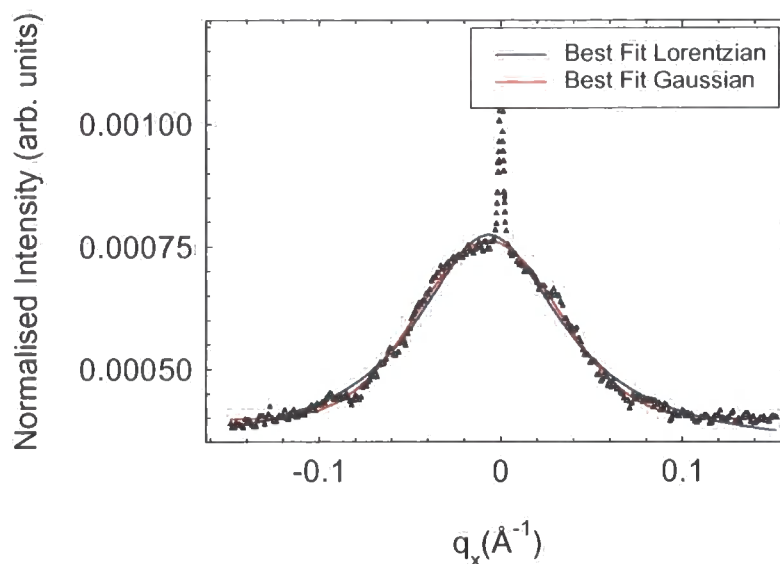 Best Fit Lorentzian
Best Fit Gaussian
Normalised Intensity (arb. units)
0.00100
0.00075
0.00050
-0.1
0
0.1
qₓ(Å⁻¹)